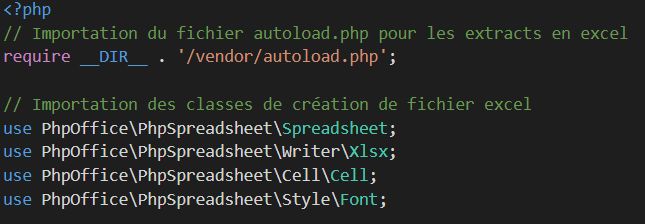 <?php
// Importation du fichier autoload.php pour les extracts en excel
require __DIR__ . '/vendor/autoload.php';
// Importation des classes de création de fichier excel
use PhpOffice\PhpSpreadsheet\Spreadsheet;
use PhpOffice\PhpSpreadsheet\Writer\Xlsx;
use PhpOffice\PhpSpreadsheet\Cell\Cell;
use PhpOffice\PhpSpreadsheet\Style\Font;